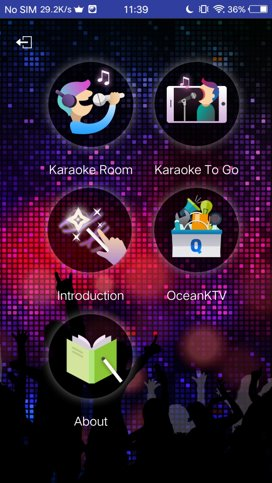 No SIM 29.2K/s 11:39 36%
Karaoke Room Karaoke To Go
Q
Introduction OceanKTV
About